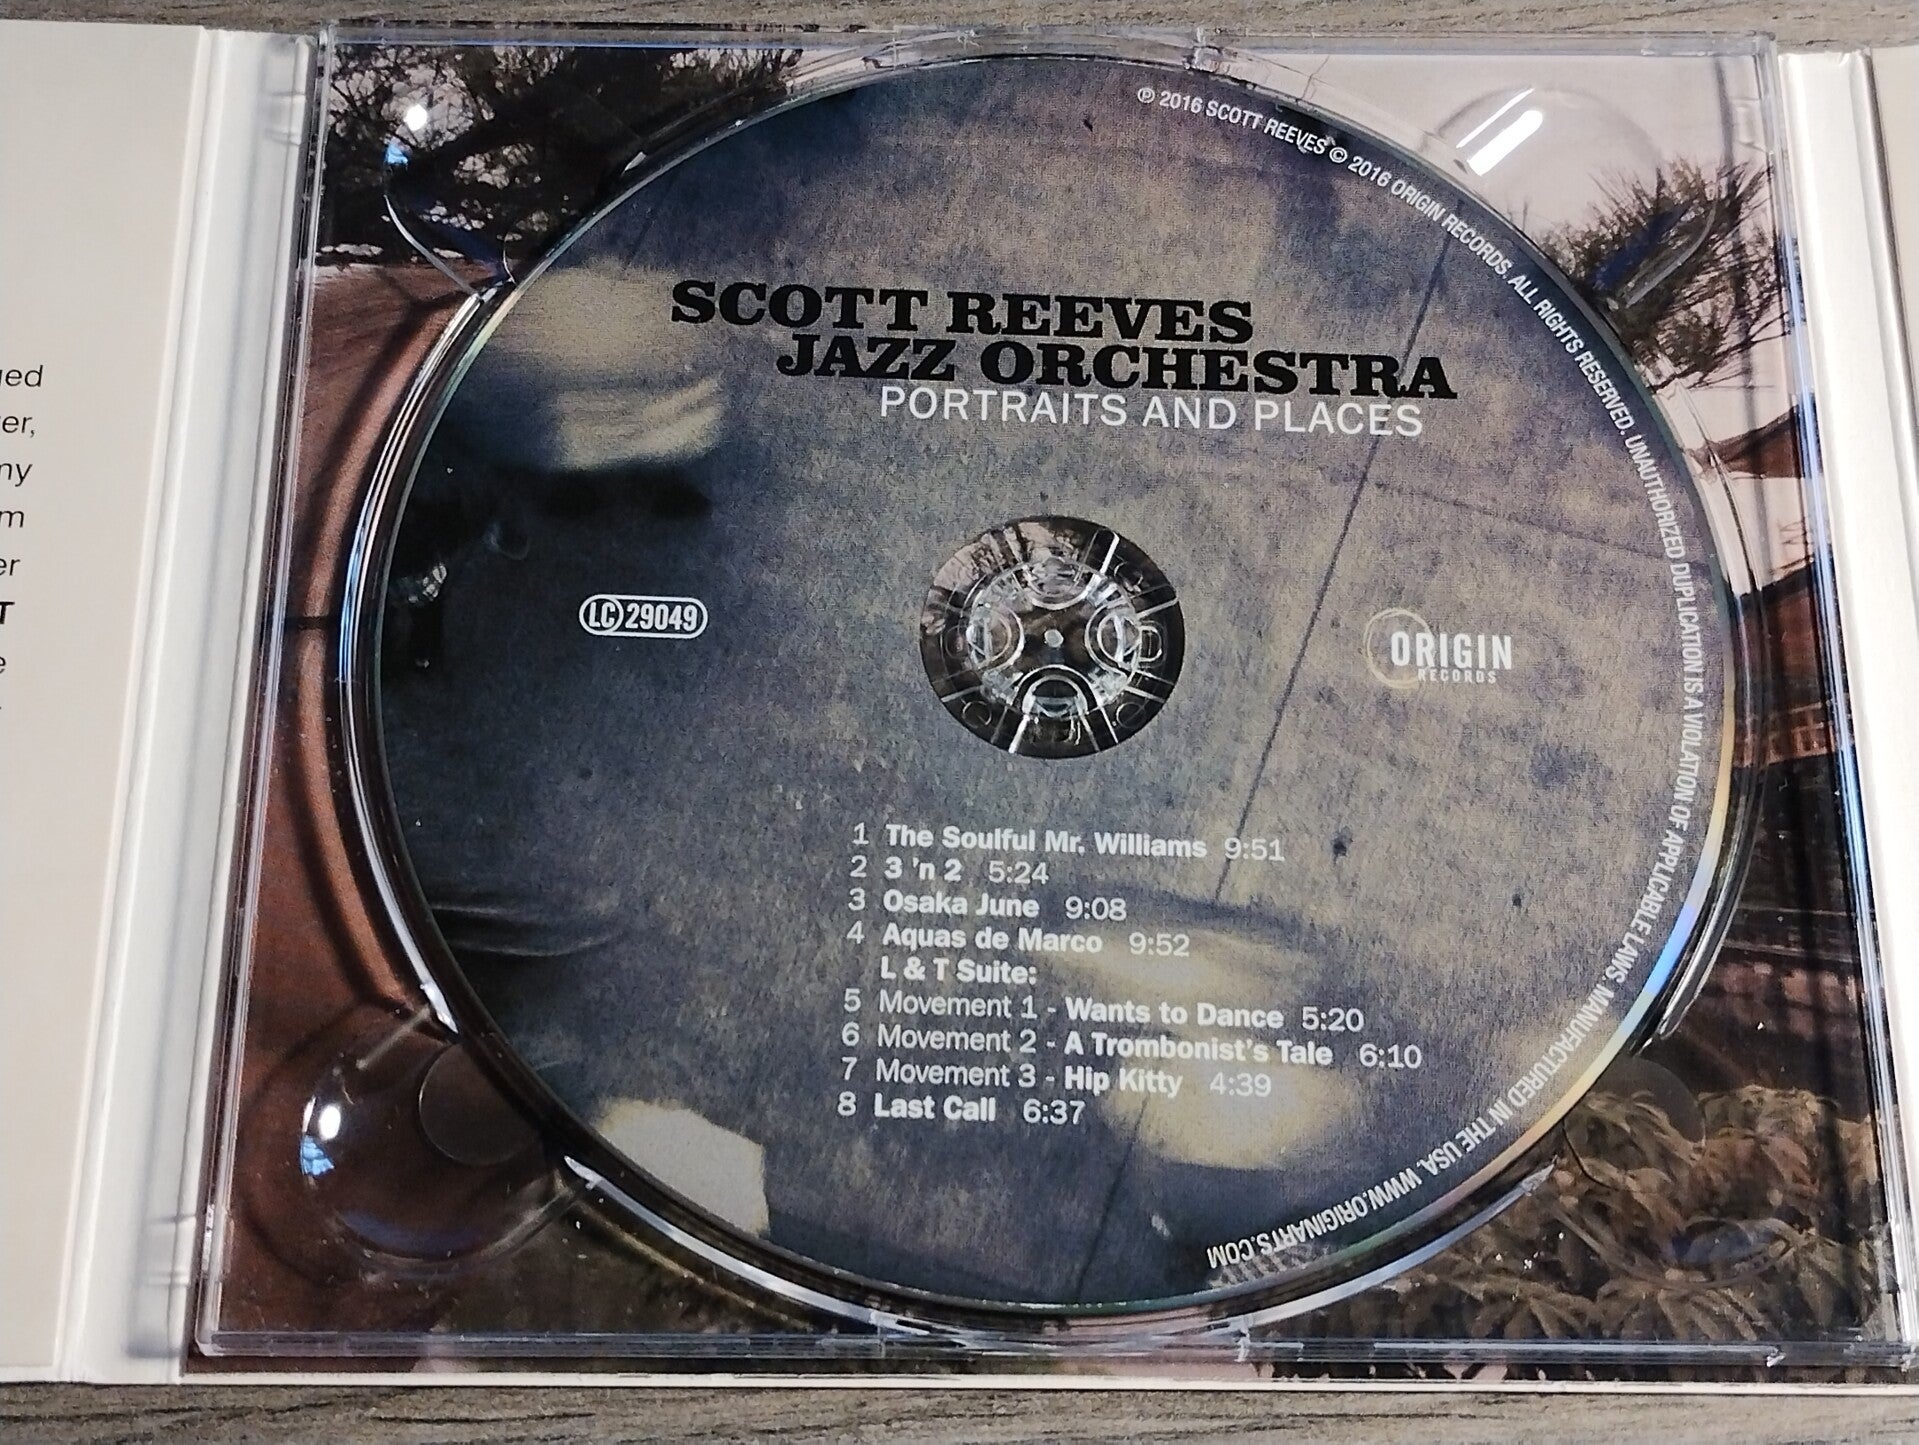 ged
er,
ny
m
er
T
e
℗ 2016 SCOTT REEVES © 2016 ORIGIN RECORDS. ALL RIGHTS RESERVED. UNAUTHORIZED DUPLICATION IS A VIOLATION OF APPLICABLE LAWS. MANUFACTURED IN THE USA. WWW.ORIGINARTS.COM
SCOTT REEVES
JAZZ ORCHESTRA
PORTRAITS AND PLACES
LC 29049
ORIGIN
RECORDS
1 The Soulful Mr. Williams 9:51
2 3 'n 2 5:24
3 Osaka June 9:08
4 Aquas de Marco 9:52
L & T Suite:
5 Movement 1 - Wants to Dance 5:20
6 Movement 2 - A Trombonist's Tale 6:10
7 Movement 3 - Hip Kitty 4:39
8 Last Call 6:37